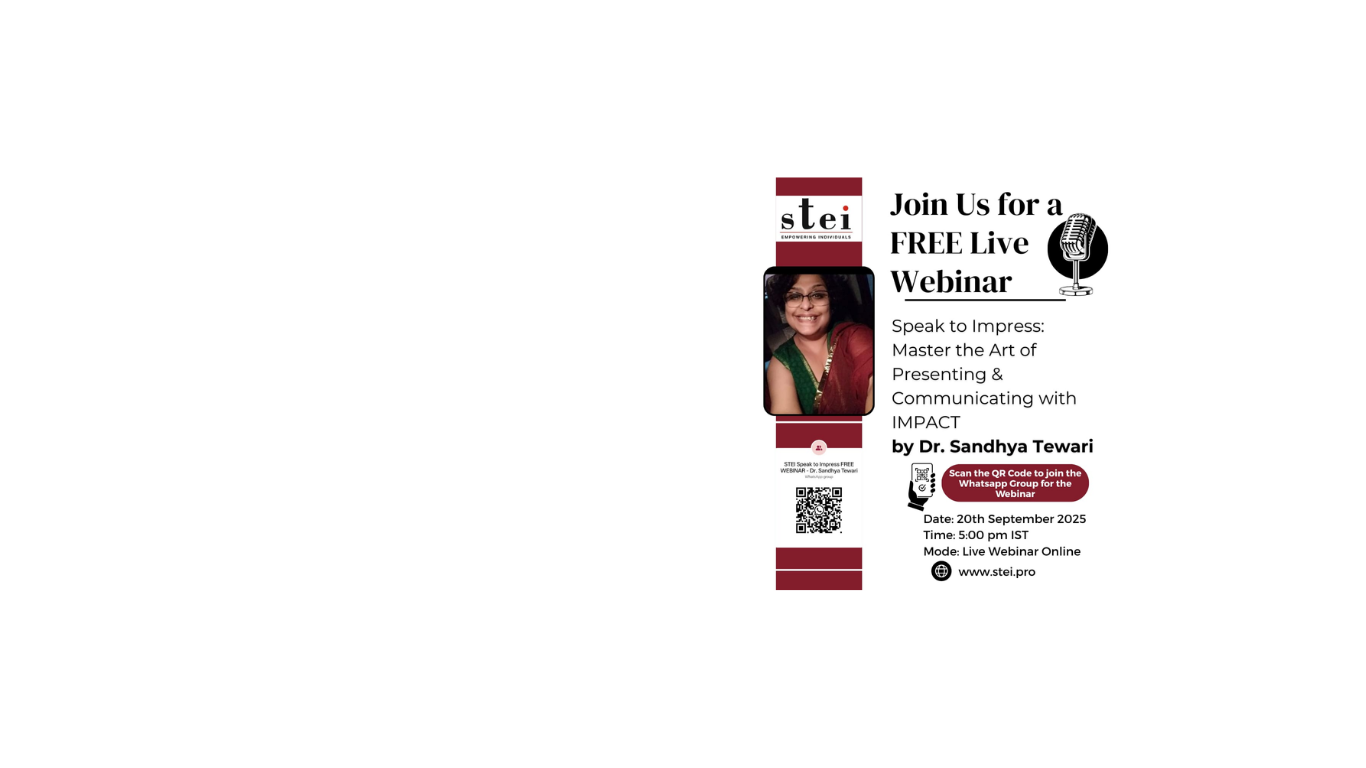 stei
EMPOWERING INDIVIDUALS
Join Us for a
FREE Live
Webinar
Speak to Impress:
Master the Art of
Presenting &
Communicating with
IMPACT
by Dr. Sandhya Tewari
STEI Speak to Impress FREE
WEBINAR - Dr. Sandhya Tewari
WhatsApp group
Scan the QR Code to join the
Whatsapp Group for the
Webinar
Date: 20th September 2025
Time: 5:00 pm IST
Mode: Live Webinar Online
www.stei.pro